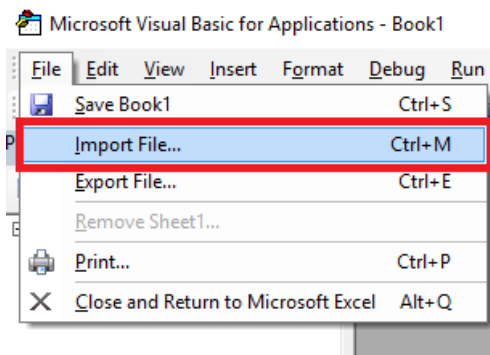 Microsoft Visual Basic for Applications - Book1
File Edit View Insert Format Debug Run
Save Book1 Ctrl+S
Import File... Ctrl+M
Export File... Ctrl+E
Remove Sheet1...
Print... Ctrl+P
Close and Return to Microsoft Excel Alt+Q